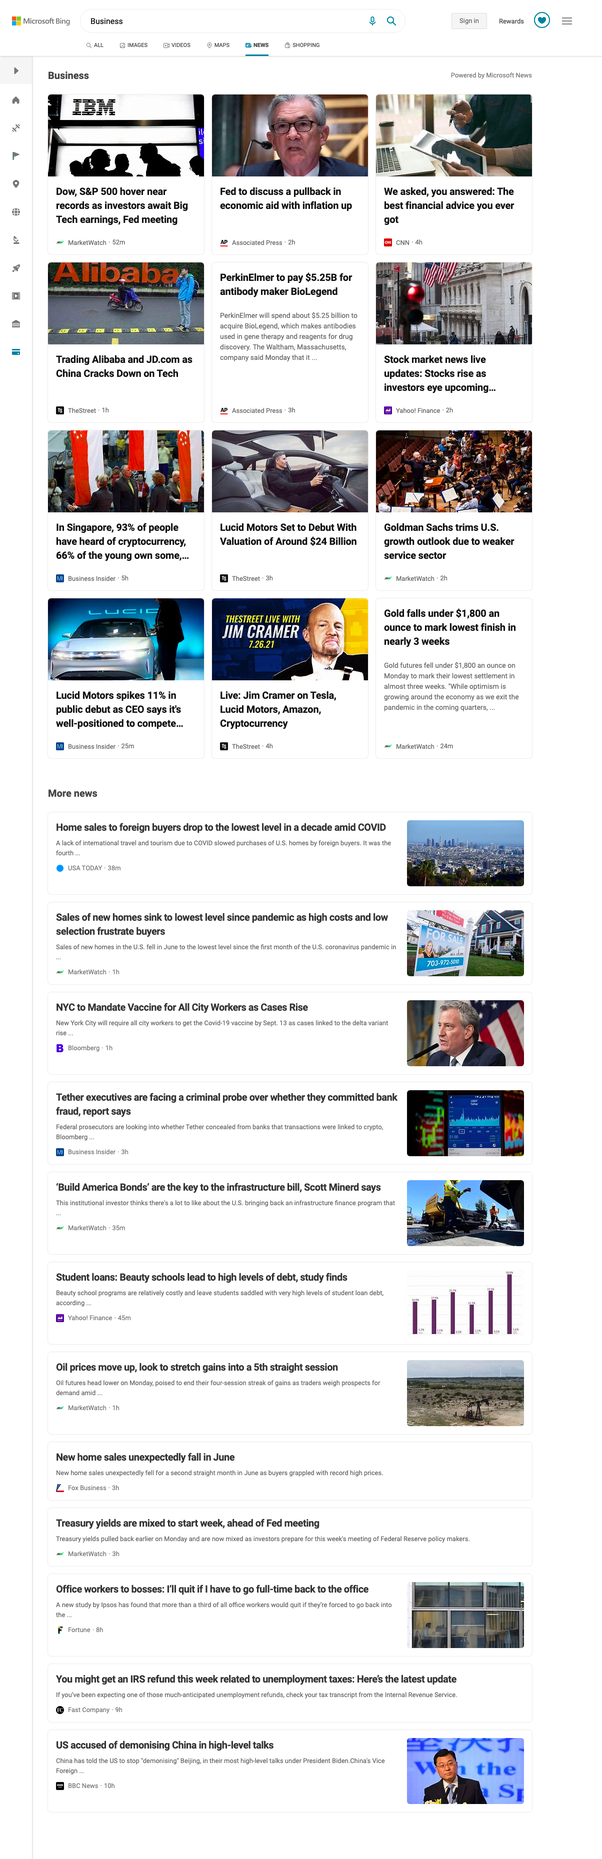 Microsoft Bing
Business
Sign in
Rewards
ALL
IMAGES
VIDEOS
MAPS
NEWS
SHOPPING
Business
Powered by Microsoft News
IBM
Dow, S&P 500 hover near
records as investors await Big
Tech earnings, Fed meeting
MarketWatch · 52m
Fed to discuss a pullback in
economic aid with inflation up
AP Associated Press · 2h
We asked, you answered: The
best financial advice you ever
got
CNN · 4h
Alibaba
Trading Alibaba and JD.com as
China Cracks Down on Tech
TheStreet · 1h
PerkinElmer to pay $5.25B for
antibody maker BioLegend
PerkinElmer will spend about $5.25 billion to
acquire BioLegend, which makes antibodies
used in gene therapy and reagents for drug
discovery. The Waltham, Massachusetts,
company said Monday that it ...
AP Associated Press · 3h
Stock market news live
updates: Stocks rise as
investors eye upcoming...
Yahoo! Finance · 2h
In Singapore, 93% of people
have heard of cryptocurrency,
66% of the young own some,...
Business Insider · 5h
Lucid Motors Set to Debut With
Valuation of Around $24 Billion
TheStreet · 3h
Goldman Sachs trims U.S.
growth outlook due to weaker
service sector
MarketWatch · 2h
LUCID
Lucid Motors spikes 11% in
public debut as CEO says it's
well-positioned to compete...
Business Insider · 25m
THESTREET LIVE WITH
JIM CRAMER
7.26.21
Live: Jim Cramer on Tesla,
Lucid Motors, Amazon,
Cryptocurrency
TheStreet · 4h
Gold falls under $1,800 an
ounce to mark lowest finish in
nearly 3 weeks
Gold futures fell under $1,800 an ounce on
Monday to mark their lowest settlement in
almost three weeks. "While optimism is
growing around the economy as we exit the
pandemic in the coming quarters, ...
MarketWatch · 24m
More news
Home sales to foreign buyers drop to the lowest level in a decade amid COVID
A lack of international travel and tourism due to COVID slowed purchases of U.S. homes by foreign buyers. It was the
fourth ...
USA TODAY · 38m
Sales of new homes sink to lowest level since pandemic as high costs and low
selection frustrate buyers
Sales of new homes in the U.S. fell in June to the lowest level since the first month of the U.S. coronavirus pandemic in
...
MarketWatch · 1h
FOR SALE
703-972-5010
NYC to Mandate Vaccine for All City Workers as Cases Rise
New York City will require all city workers to get the Covid-19 vaccine by Sept. 13 as cases linked to the delta variant
rise ...
B Bloomberg · 1h
Tether executives are facing a criminal probe over whether they committed bank
fraud, report says
Federal prosecutors are looking into whether Tether concealed from banks that transactions were linked to crypto,
Bloomberg ...
Business Insider · 3h
'Build America Bonds' are the key to the infrastructure bill, Scott Minerd says
This institutional investor thinks there's a lot to like about the U.S. bringing back an infrastructure finance program that
...
MarketWatch · 35m
Student loans: Beauty schools lead to high levels of debt, study finds
Beauty school programs are relatively costly and leave students saddled with very high levels of student loan debt,
according ...
Yahoo! Finance · 45m
Oil prices move up, look to stretch gains into a 5th straight session
Oil futures head lower on Monday, poised to end their four-session streak of gains as traders weigh prospects for
demand amid ...
MarketWatch · 1h
New home sales unexpectedly fall in June
New home sales unexpectedly fell for a second straight month in June as buyers grappled with record high prices.
Fox Business · 3h
Treasury yields are mixed to start week, ahead of Fed meeting
Treasury yields pulled back earlier on Monday and are now mixed as investors prepare for this week's meeting of Federal Reserve policy makers.
MarketWatch · 3h
Office workers to bosses: I'll quit if I have to go full-time back to the office
A new study by Ipsos has found that more than a third of all office workers would quit if they're forced to go back into
the ...
F Fortune · 8h
You might get an IRS refund this week related to unemployment taxes: Here's the latest update
If you've been expecting one of those much-anticipated unemployment refunds, check your tax transcript from the Internal Revenue Service.
FC Fast Company · 9h
US accused of demonising China in high-level talks
China has told the US to stop "demonising" Beijing, in their most high-level talks under President Biden.China's Vice
Foreign ...
BBC News · 10h